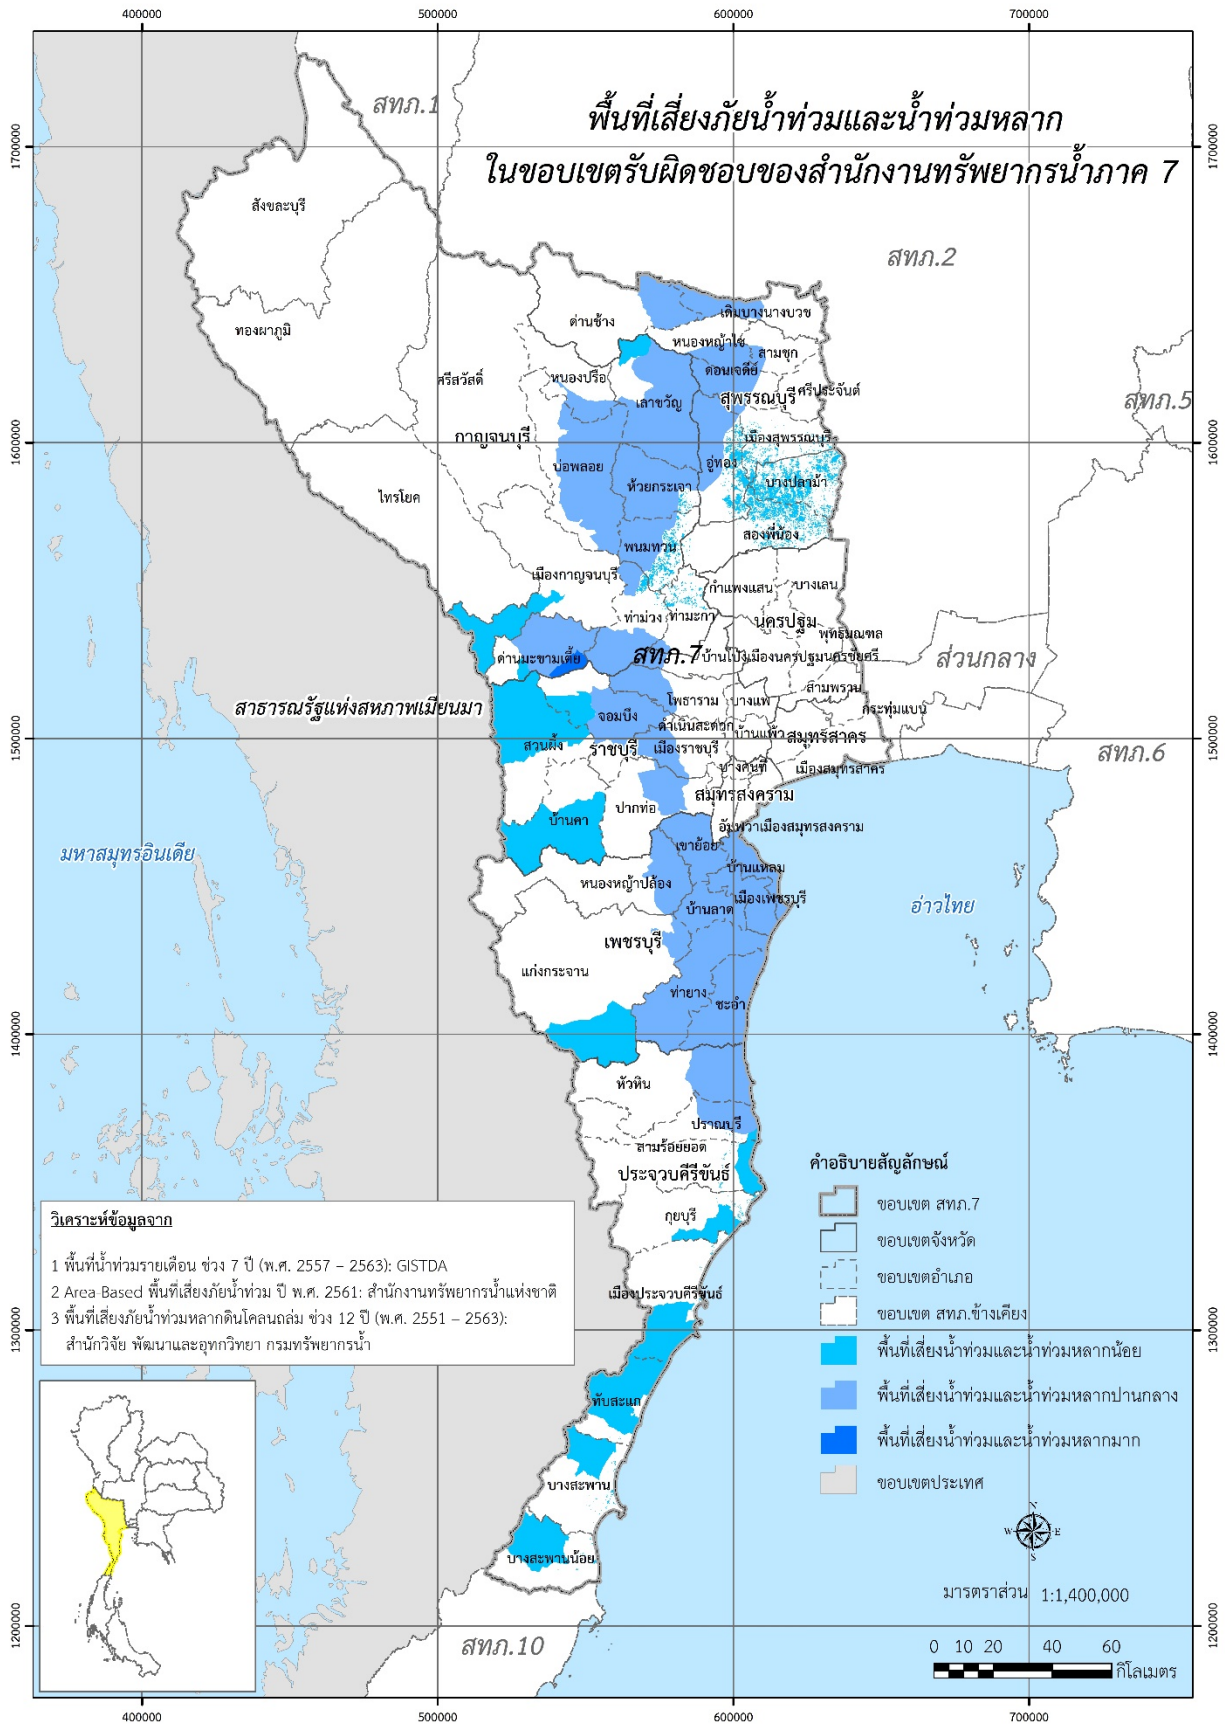 400000
500000
600000
700000
พื้นที่เสี่ยงภัยน้ำท่วมและน้ำท่วมหลาก
ในขอบเขตรับผิดชอบของสำนักงานทรัพยากรน้ำภาค 7
สทภ.1
สทภ.2
สทภ.5
สทภ.6
สทภ.7
สทภ.10
ส่วนกลาง
1700000
1700000
1600000
1600000
1500000
1500000
1400000
1400000
1300000
1300000
1200000
1200000
สังขละบุรี
ทองผาภูมิ
ด่านช้าง
เดิมบางนางบวช
หนองหญ้าไซ
สามชุก
ศรีสวัสดิ์
หนองปรือ
ดอนเจดีย์
เลาขวัญ
สุพรรณบุรี
ศรีประจันต์
กาญจนบุรี
เมืองสุพรรณบุรี
บ่อพลอย
อู่ทอง
ห้วยกระเจา
บางปลาม้า
ไทรโยค
สองพี่น้อง
พนมทวน
เมืองกาญจนบุรี
กำแพงแสน
บางเลน
ท่าม่วง
ท่ามะกา
นครปฐม
พุทธมณฑล
ด่านมะขามเตี้ย
บ้านโป่ง
เมืองนครปฐม
นครชัยศรี
สามพราน
สาธารณรัฐแห่งสหภาพเมียนมา
โพธาราม
บางแพ
กระทุ่มแบน
จอมบึง
ดำเนินสะดวก
บ้านแพ้ว
สมุทรสาคร
สวนผึ้ง
ราชบุรี
เมืองราชบุรี
บางคนที
เมืองสมุทรสาคร
สมุทรสงคราม
ปากท่อ
บ้านคา
อัมพวา
เมืองสมุทรสงคราม
เขาย้อย
มหาสมุทรอินเดีย
บ้านแหลม
หนองหญ้าปล้อง
เมืองเพชรบุรี
บ้านลาด
อ่าวไทย
เพชรบุรี
แก่งกระจาน
ท่ายาง
ชะอำ
หัวหิน
ปราณบุรี
สามร้อยยอด
ประจวบคีรีขันธ์
กุยบุรี
เมืองประจวบคีรีขันธ์
ทับสะแก
บางสะพาน
บางสะพานน้อย
คำอธิบายสัญลักษณ์
ขอบเขต สทภ.7
ขอบเขตจังหวัด
ขอบเขตอำเภอ
ขอบเขต สทภ.ข้างเคียง
พื้นที่เสี่ยงน้ำท่วมและน้ำท่วมหลากน้อย
พื้นที่เสี่ยงน้ำท่วมและน้ำท่วมหลากปานกลาง
พื้นที่เสี่ยงน้ำท่วมและน้ำท่วมหลากมาก
ขอบเขตประเทศ
วิเคราะห์ข้อมูลจาก
1 พื้นที่น้ำท่วมรายเดือน ช่วง 7 ปี (พ.ศ. 2557 – 2563): GISTDA
2 Area-Based พื้นที่เสี่ยงภัยน้ำท่วม ปี พ.ศ. 2561: สำนักงานทรัพยากรน้ำแห่งชาติ
3 พื้นที่เสี่ยงภัยน้ำท่วมหลากดินโคลนถล่ม ช่วง 12 ปี (พ.ศ. 2551 – 2563):
สำนักวิจัย พัฒนาและอุทกวิทยา กรมทรัพยากรน้ำ
N
W
E
S
มารตราส่วน 1:1,400,000
0 10 20 40 60
กิโลเมตร
400000
500000
600000
700000